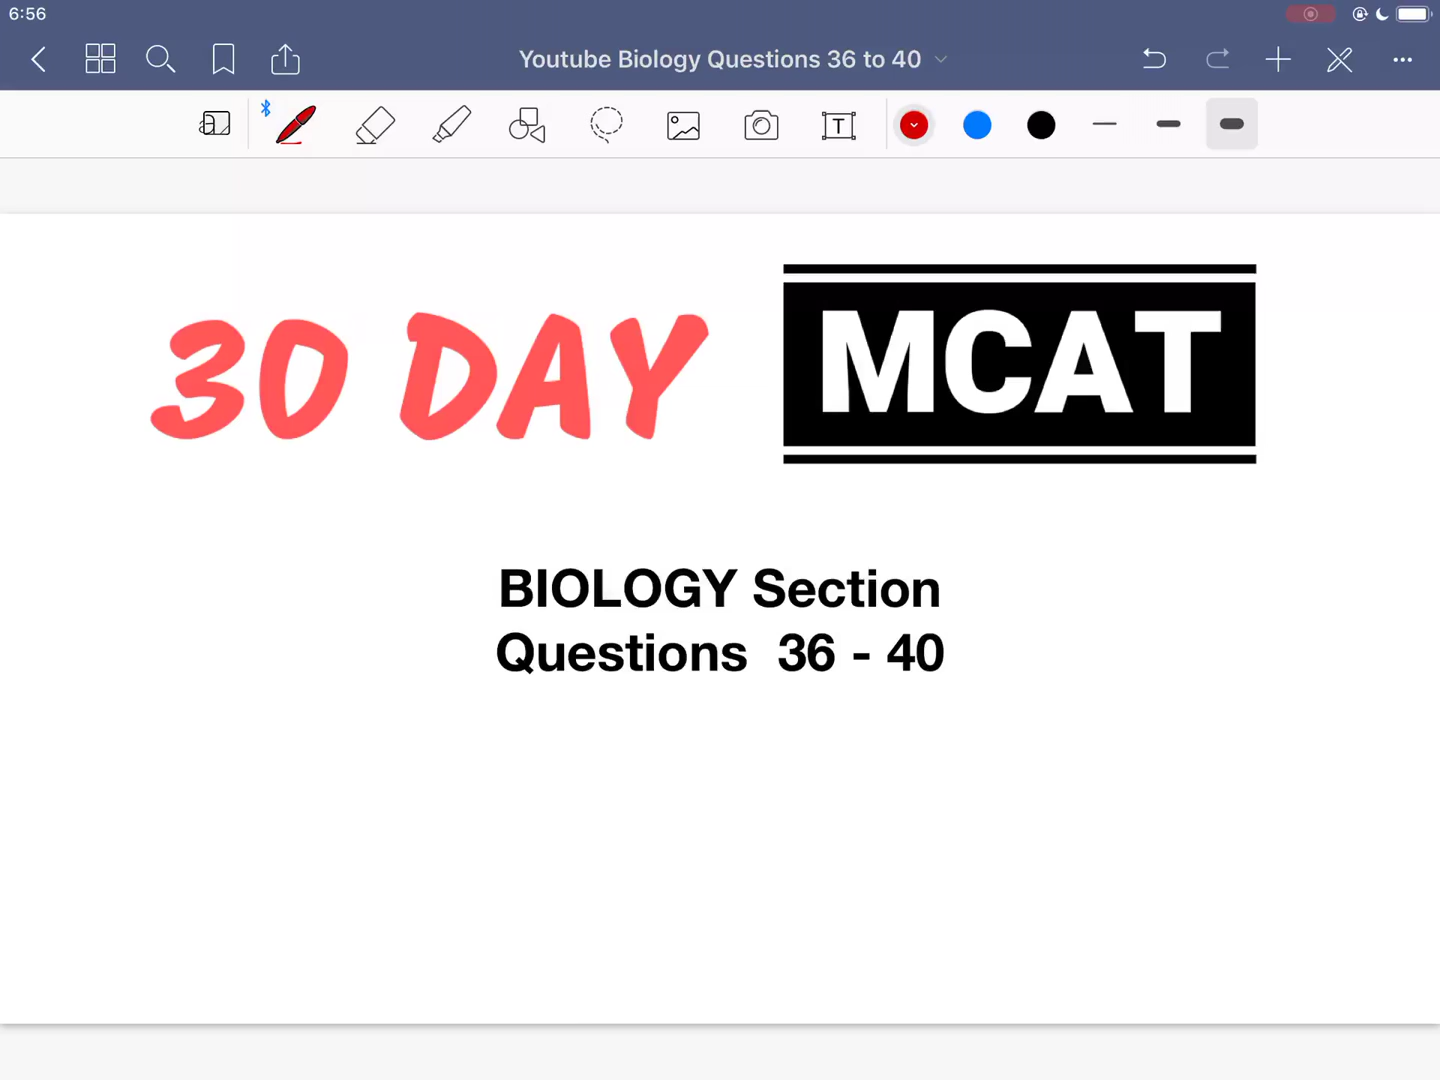 6:56
Youtube Biology Questions 36 to 40
T
30 DAY
MCAT
BIOLOGY Section
Questions 36 - 40